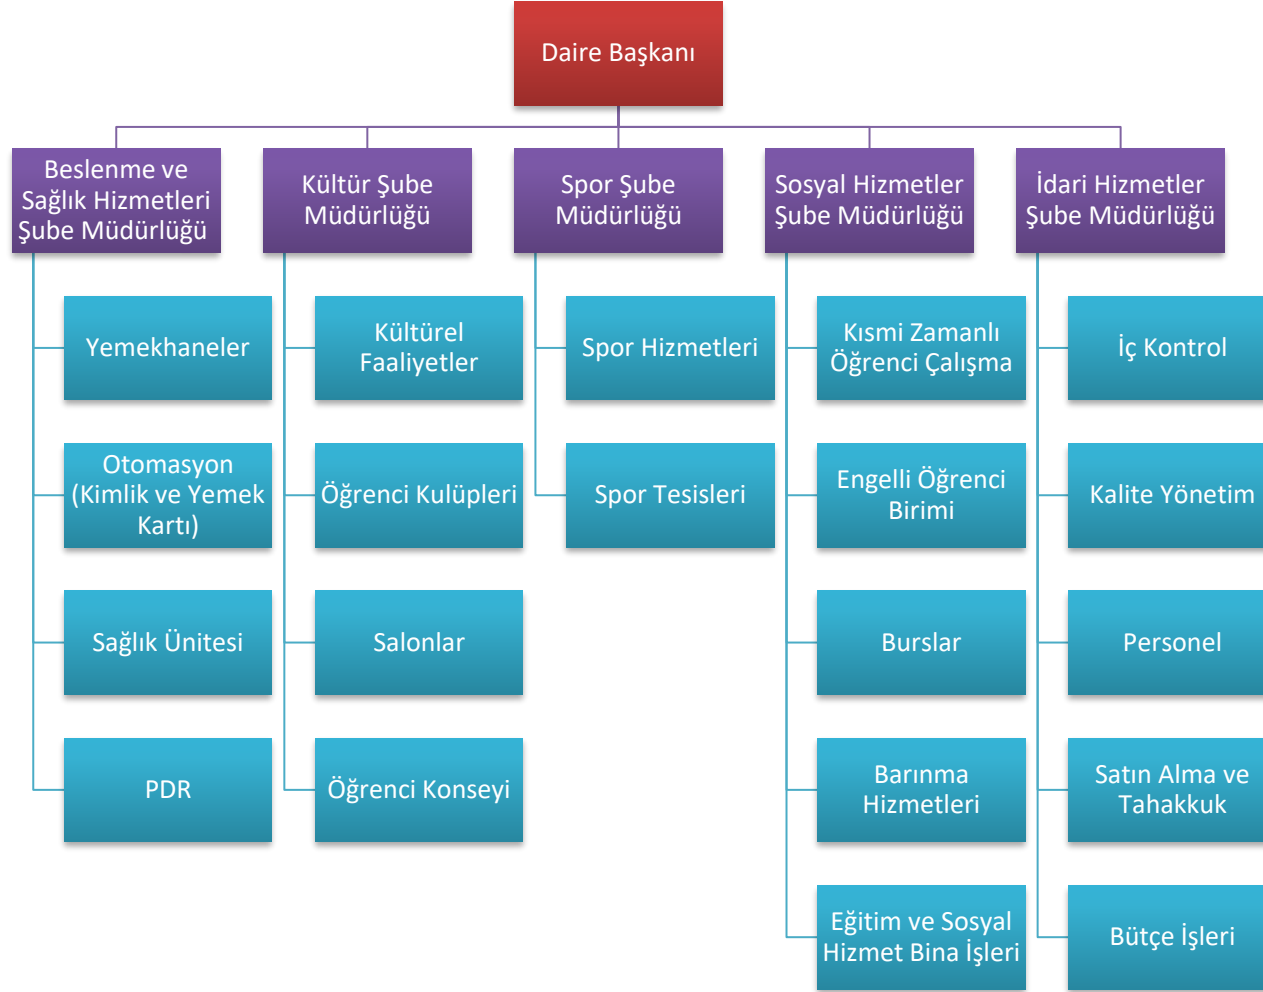 Daire Başkanı
Beslenme ve
Sağlık Hizmetleri
Şube Müdürlüğü
Yemekhaneler
Otomasyon
(Kimlik ve Yemek
Kartı)
Sağlık Ünitesi
PDR
Kültür Şube
Müdürlüğü
Kültürel
Faaliyetler
Öğrenci Kulüpleri
Salonlar
Öğrenci Konseyi
Spor Şube
Müdürlüğü
Spor Hizmetleri
Spor Tesisleri
Sosyal Hizmetler
Şube Müdürlüğü
Kısmi Zamanlı
Öğrenci Çalışma
Engelli Öğrenci
Birimi
Burslar
Barınma
Hizmetleri
Eğitim ve Sosyal
Hizmet Bina İşleri
İdari Hizmetler
Şube Müdürlüğü
İç Kontrol
Kalite Yönetim
Personel
Satın Alma ve
Tahakkuk
Bütçe İşleri